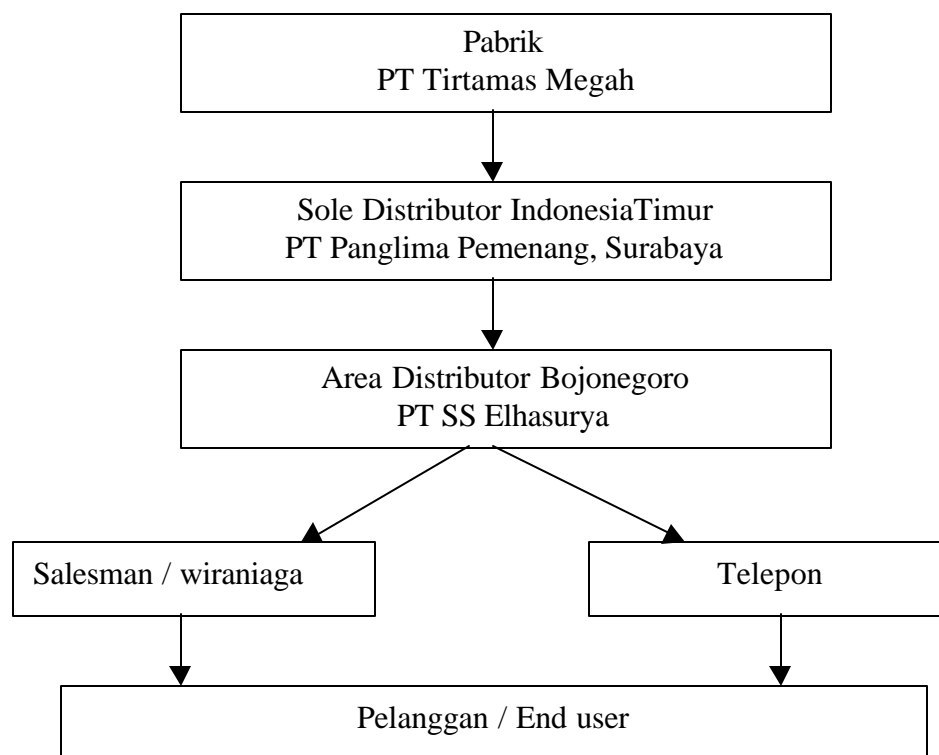 Pabrik
PT Tirtamas Megah
Sole Distributor IndonesiaTimur
PT Panglima Pemenang, Surabaya
Area Distributor Bojonegoro
PT SS Elhasurya
Salesman / wiraniaga
Telepon
Pelanggan / End user